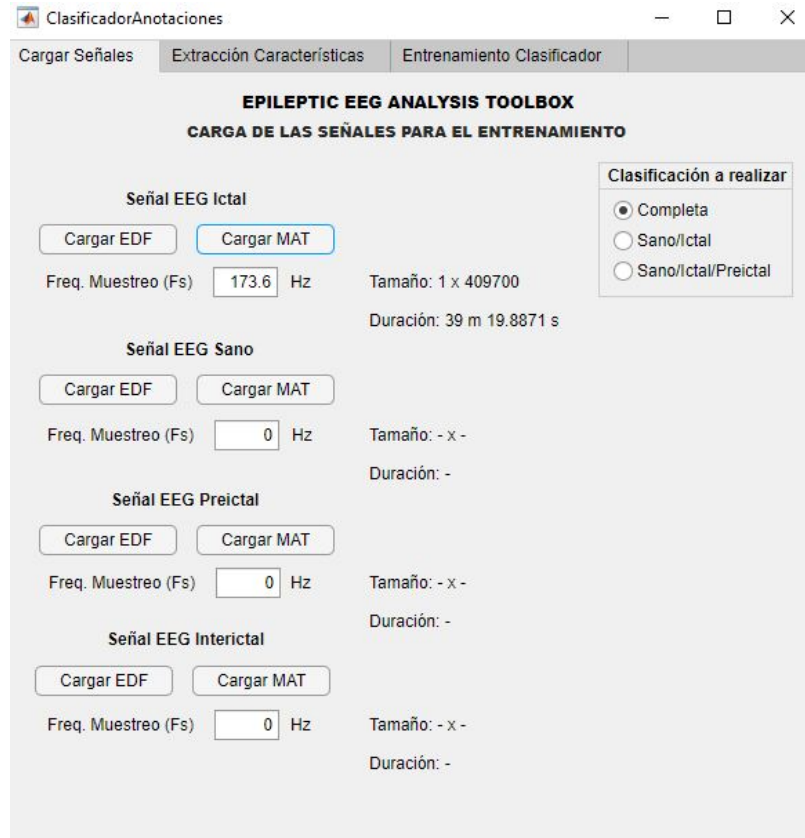 ClasificadorAnotaciones
Cargar Señales Extracción Características Entrenamiento Clasificador
EPILEPTIC EEG ANALYSIS TOOLBOX
CARGA DE LAS SEÑALES PARA EL ENTRENAMIENTO
Clasificación a realizar
Completa
Sano/Ictal
Sano/Ictal/Preictal
Señal EEG Ictal
Cargar EDF Cargar MAT
Freq. Muestreo (Fs) 173.6 Hz Tamaño: 1 x 409700
Duración: 39 m 19.8871 s
Señal EEG Sano
Cargar EDF Cargar MAT
Freq. Muestreo (Fs) 0 Hz Tamaño: - x -
Duración: -
Señal EEG Preictal
Cargar EDF Cargar MAT
Freq. Muestreo (Fs) 0 Hz Tamaño: - x -
Duración: -
Señal EEG Interictal
Cargar EDF Cargar MAT
Freq. Muestreo (Fs) 0 Hz Tamaño: - x -
Duración: -